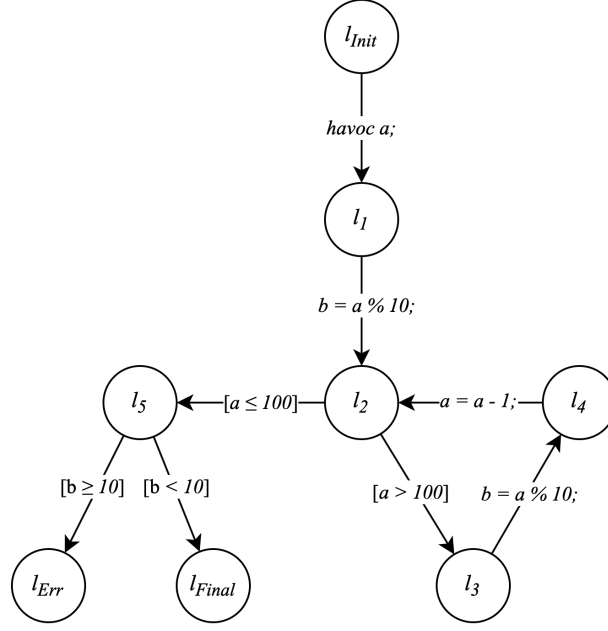 l_Init
havoc a;
l_1
b = a % 10;
l_5
[a ≤ 100]
l_2
a = a - 1;
l_4
[b ≥ 10]
[b < 10]
[a > 100]
b = a % 10;
l_Err
l_Final
l_3